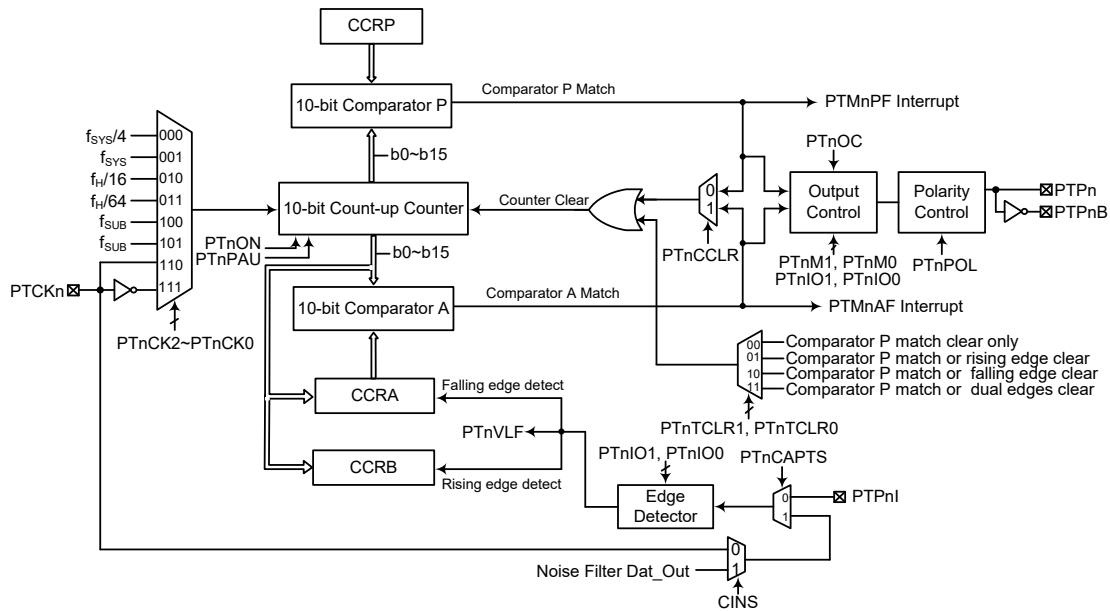 CCRP
10-bit Comparator P
Comparator P Match
PTMnPF Interrupt
fSYS/4
000
fSYS
001
fH/16
010
fH/64
011
fSUB
100
fSUB
101
110
111
PTCKn
PTnCK2~PTnCK0
b0~b15
10-bit Count-up Counter
Counter Clear
PTnON
PTnPAU
b0~b15
0
1
PTnCCLR
PTnOC
Output
Control
PTnM1, PTnM0
PTnIO1, PTnIO0
Polarity
Control
PTnPOL
PTPn
PTPnB
10-bit Comparator A
Comparator A Match
PTMnAF Interrupt
00
Comparator P match clear only
01
Comparator P match or rising edge clear
10
Comparator P match or falling edge clear
11
Comparator P match or dual edges clear
PTnTCLR1, PTnTCLR0
CCRA
Falling edge detect
PTnVLF
CCRB
Rising edge detect
PTnIO1, PTnIO0
Edge
Detector
PTnCAPTS
0
1
PTPnI
0
1
Noise Filter Dat_Out
CINS